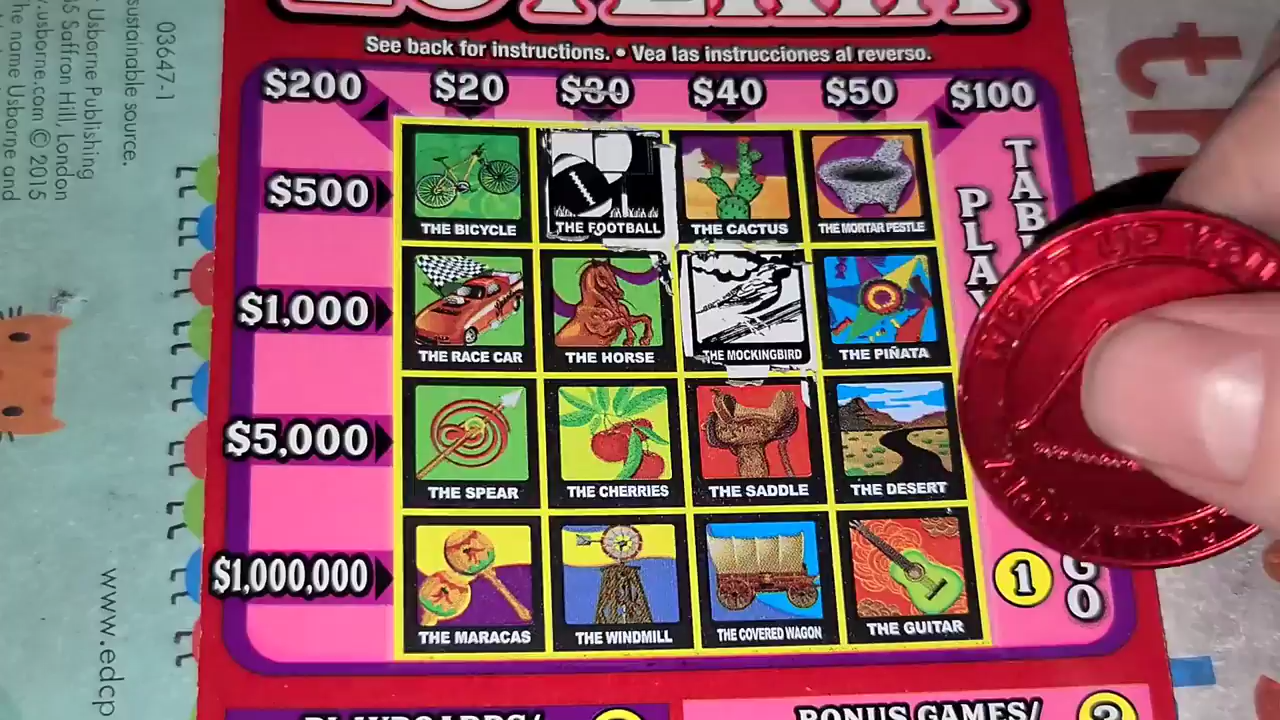 See back for instructions. • Vea las instrucciones al reverso.
$200 $20 $30 $40 $50 $100
$500
THE BICYCLE THE FOOTBALL THE CACTUS THE MORTAR PESTLE
$1,000
THE RACE CAR THE HORSE THE MOCKINGBIRD THE PIÑATA
$5,000
THE SPEAR THE CHERRIES THE SADDLE THE DESERT
$1,000,000
THE MARACAS THE WINDMILL THE COVERED WAGON THE GUITAR
PLAY
1
GO
BONUS GAMES/
03647-1
sustainable source.
Usborne Publishing
Saffron Hill, London
.usborne.com © 2015
he name Usborne and
www.edcp